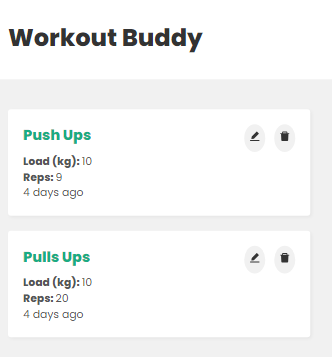 Workout Buddy
Push Ups
Load (kg): 10
Reps: 9
4 days ago
Pulls Ups
Load (kg): 10
Reps: 20
4 days ago